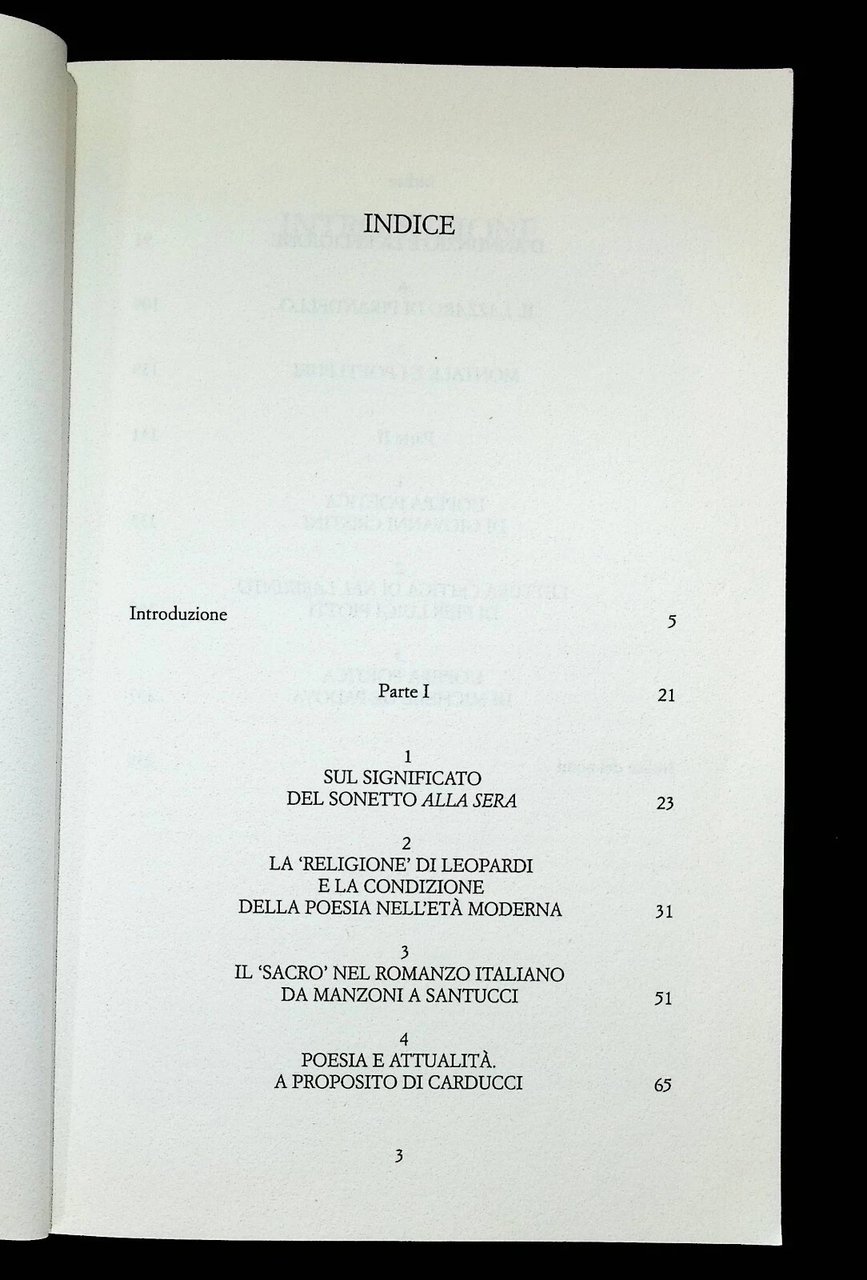 INDICE
Introduzione 5
Parte I 21
1
SUL SIGNIFICATO
DEL SONETTO ALLA SERA 23
2
LA ‘RELIGIONE’ DI LEOPARDI
E LA CONDIZIONE
DELLA POESIA NELL’ETÀ MODERNA 31
3
IL ‘SACRO’ NEL ROMANZO ITALIANO
DA MANZONI A SANTUCCI 51
4
POESIA E ATTUALITÀ.
A PROPOSITO DI CARDUCCI 65
3